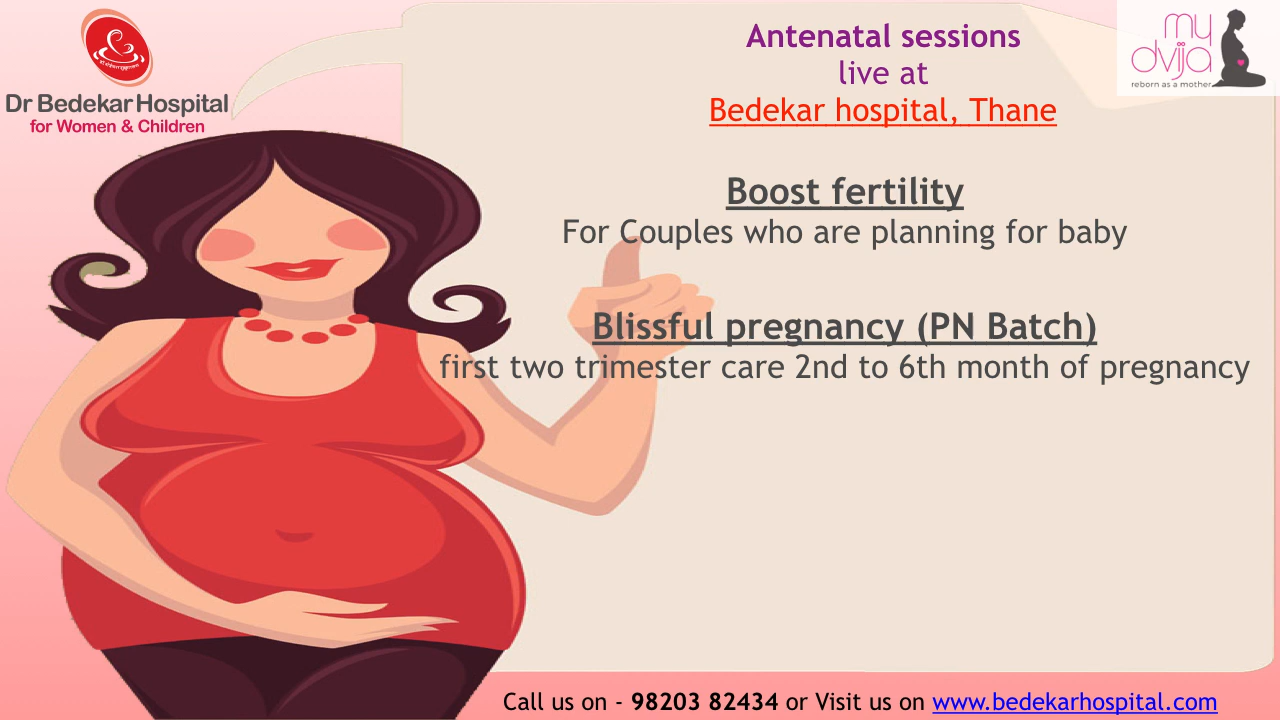 Dr Bedekar Hospital
for Women & Children
my
dvija
reborn as a mother
Antenatal sessions
live at
Bedekar hospital, Thane
Boost fertility
For Couples who are planning for baby
Blissful pregnancy (PN Batch)
first two trimester care 2nd to 6th month of pregnancy
Call us on - 98203 82434 or Visit us on www.bedekarhospital.com